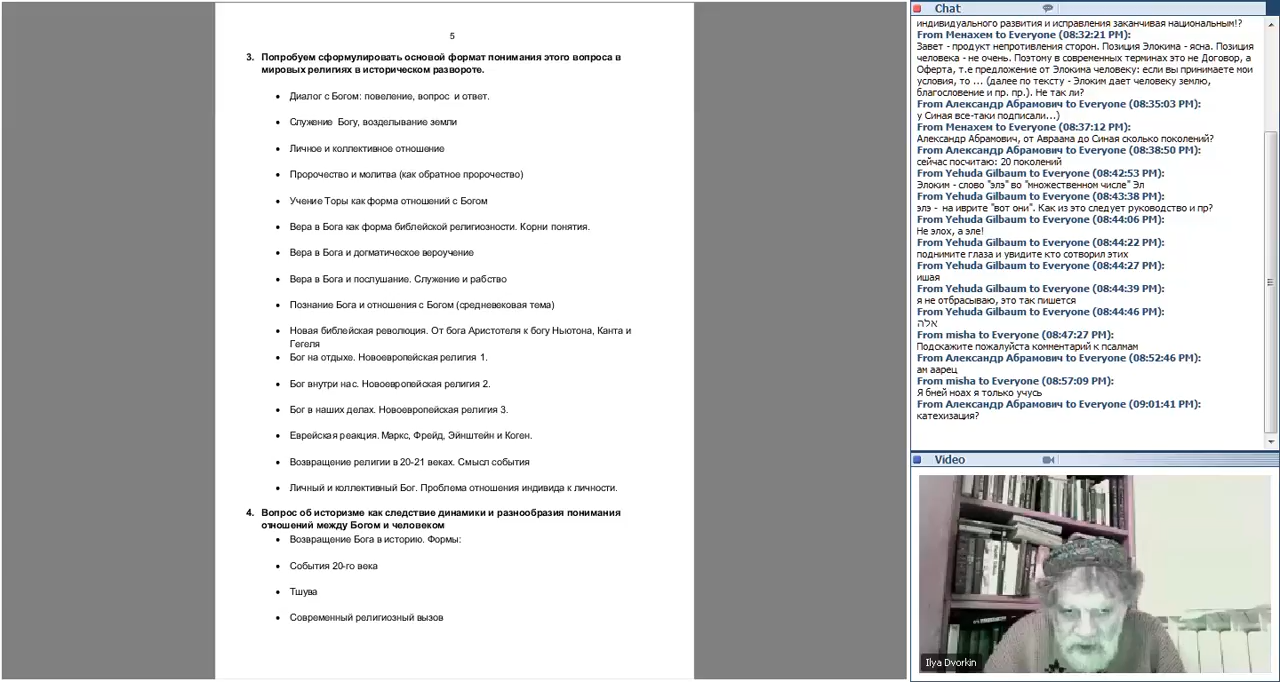 5
3. Попробуем сформулировать основой формат понимания этого вопроса в
мировых религиях в историческом развороте.
• Диалог с Богом: повеление, вопрос и ответ.
• Служение Богу, возделывание земли
• Личное и коллективное отношение
• Пророчество и молитва (как обратное пророчество)
• Учение Торы как форма отношений с Богом
• Вера в Бога как форма библейской религиозности. Корни понятия.
• Вера в Бога и догматическое вероучение
• Вера в Бога и послушание. Служение и рабство
• Познание Бога и отношения с Богом (средневековая тема)
• Новая библейская революция. От бога Аристотеля к богу Ньютона, Канта и
Гегеля
• Бог на отдыхе. Новоевропейская религия 1.
• Бог внутри нас. Новоевропейская религия 2.
• Бог в наших делах. Новоевропейская религия 3.
• Еврейская реакция. Маркс, Фрейд, Эйнштейн и Коген.
• Возвращение религии в 20-21 веках. Смысл события
• Личный и коллективный Бог. Проблема отношения индивида к личности.
4. Вопрос об историзме как следствие динамики и разнообразия понимания
отношений между Богом и человеком
• Возвращение Бога в историю. Формы:
• События 20-го века
• Тшува
• Современный религиозный вызов
Chat
индивидуального развития и исправления заканчивая национальным!?
From Менахем to Everyone (08:32:21 PM):
Завет - продукт непротивления сторон. Позиция Элокина - ясна. Позиция
человека - не очень. Поэтому в современных терминах это не Договор, а
Оферта, т.е предложение от Элокина человеку: если вы принимаете мои
условия, то ... (далее по тексту - Элоким дает человеку землю,
благословение и пр. пр.). Не так ли?
From Александр Абрамович to Everyone (08:35:03 PM):
у Синая все-таки подписали...)
From Менахем to Everyone (08:37:12 PM):
Александр Абрамович, от Авраама до Синая сколько поколений?
From Александр Абрамович to Everyone (08:38:50 PM):
сейчас посчитаю: 20 поколений
From Yehuda Gilbaum to Everyone (08:42:53 PM):
Элокин - слово "элэ" во "множественном числе" Эл
From Yehuda Gilbaum to Everyone (08:43:38 PM):
элэ - на иврите "вот они". Как из это следует руководство и пр?
From Yehuda Gilbaum to Everyone (08:44:06 PM):
Не элох, а эле!
From Yehuda Gilbaum to Everyone (08:44:22 PM):
поднимите глаза и увидите кто сотворил этих
From Yehuda Gilbaum to Everyone (08:44:27 PM):
ишая
From Yehuda Gilbaum to Everyone (08:44:39 PM):
я не отбрасываю, это так пишется
From Yehuda Gilbaum to Everyone (08:44:46 PM):
אלה
From misha to Everyone (08:47:27 PM):
Подскажите пожалуйста комментарий к псалмам
From Александр Абрамович to Everyone (08:52:46 PM):
ам аарец
From misha to Everyone (08:57:09 PM):
Я бней ноах я только учусь
From Александр Абрамович to Everyone (09:01:41 PM):
катехизация?
Video
Ilya Dvorkin